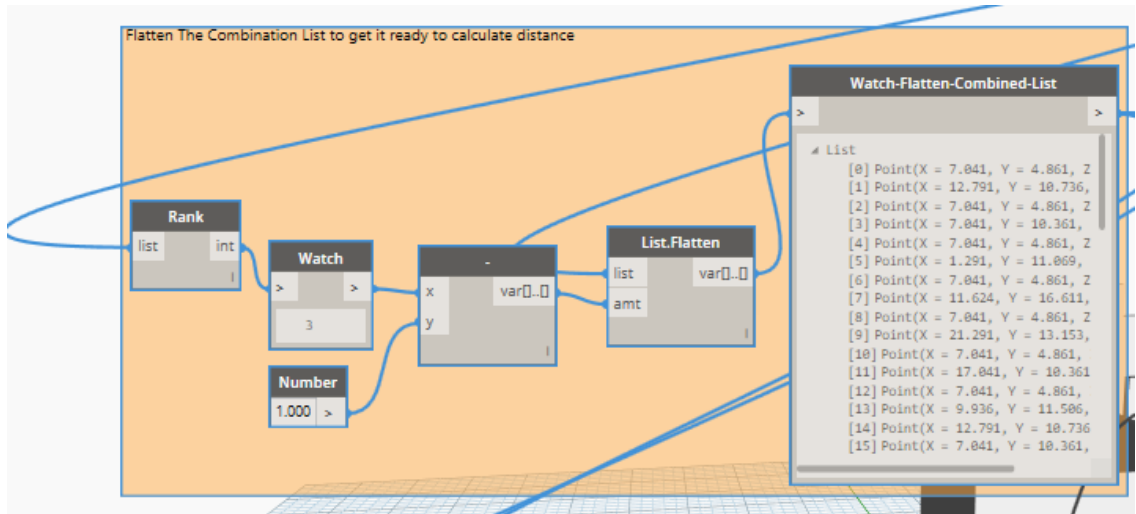 Flatten The Combination List to get it ready to calculate distance
Rank
list int
l
Watch
> >
3
Number
1.000 >
-
x var[]..[]
y
l
List.Flatten
list var[]..[]
amt
l
Watch-Flatten-Combined-List
> >
List
[0] Point(X = 7.041, Y = 4.861, Z
[1] Point(X = 12.791, Y = 10.736,
[2] Point(X = 7.041, Y = 4.861, Z
[3] Point(X = 7.041, Y = 10.361,
[4] Point(X = 7.041, Y = 4.861, Z
[5] Point(X = 1.291, Y = 11.069,
[6] Point(X = 7.041, Y = 4.861, Z
[7] Point(X = 11.624, Y = 16.611,
[8] Point(X = 7.041, Y = 4.861, Z
[9] Point(X = 21.291, Y = 13.153,
[10] Point(X = 7.041, Y = 4.861,
[11] Point(X = 17.041, Y = 10.361
[12] Point(X = 7.041, Y = 4.861,
[13] Point(X = 9.936, Y = 11.506,
[14] Point(X = 12.791, Y = 10.736
[15] Point(X = 7.041, Y = 10.361,